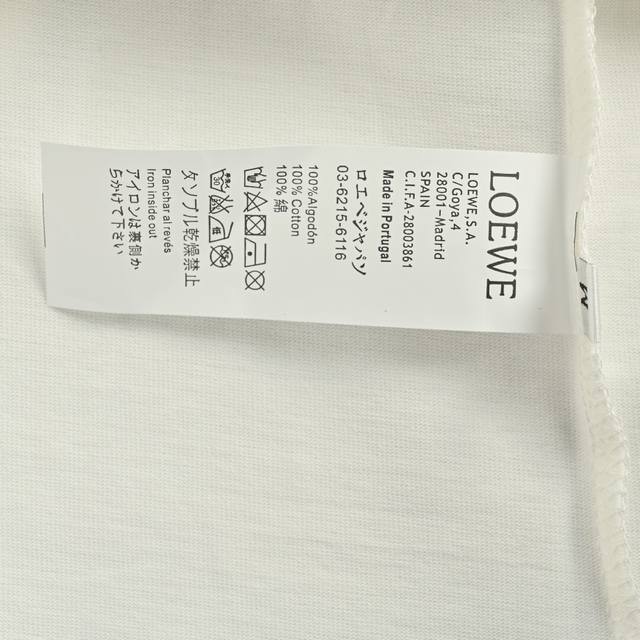 LOEWE
LOEWE,S.A.
C/Goya,4
28001-Madrid
SPAIN
C.I.F.A-28003861
Made in Portugal
ロエベジャパン
03-6215-6116
100%Algodón
100% Cotton
100% 綿
30
タンブル乾燥禁止
Planchar al revés
Iron inside out
アイロンは裏側か
らかけて下さい
M